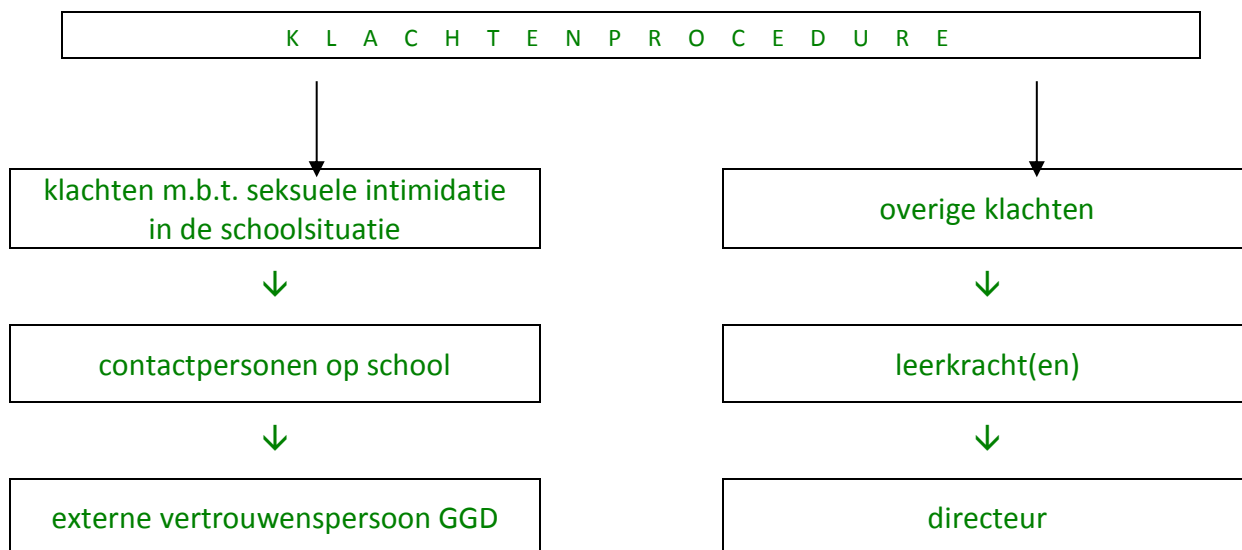 K L A C H T E N P R O C E D U R E
klachten m.b.t. seksuele intimidatie
in de schoolsituatie
overige klachten
contactpersonen op school
leerkracht(en)
externe vertrouwenspersoon GGD
directeur